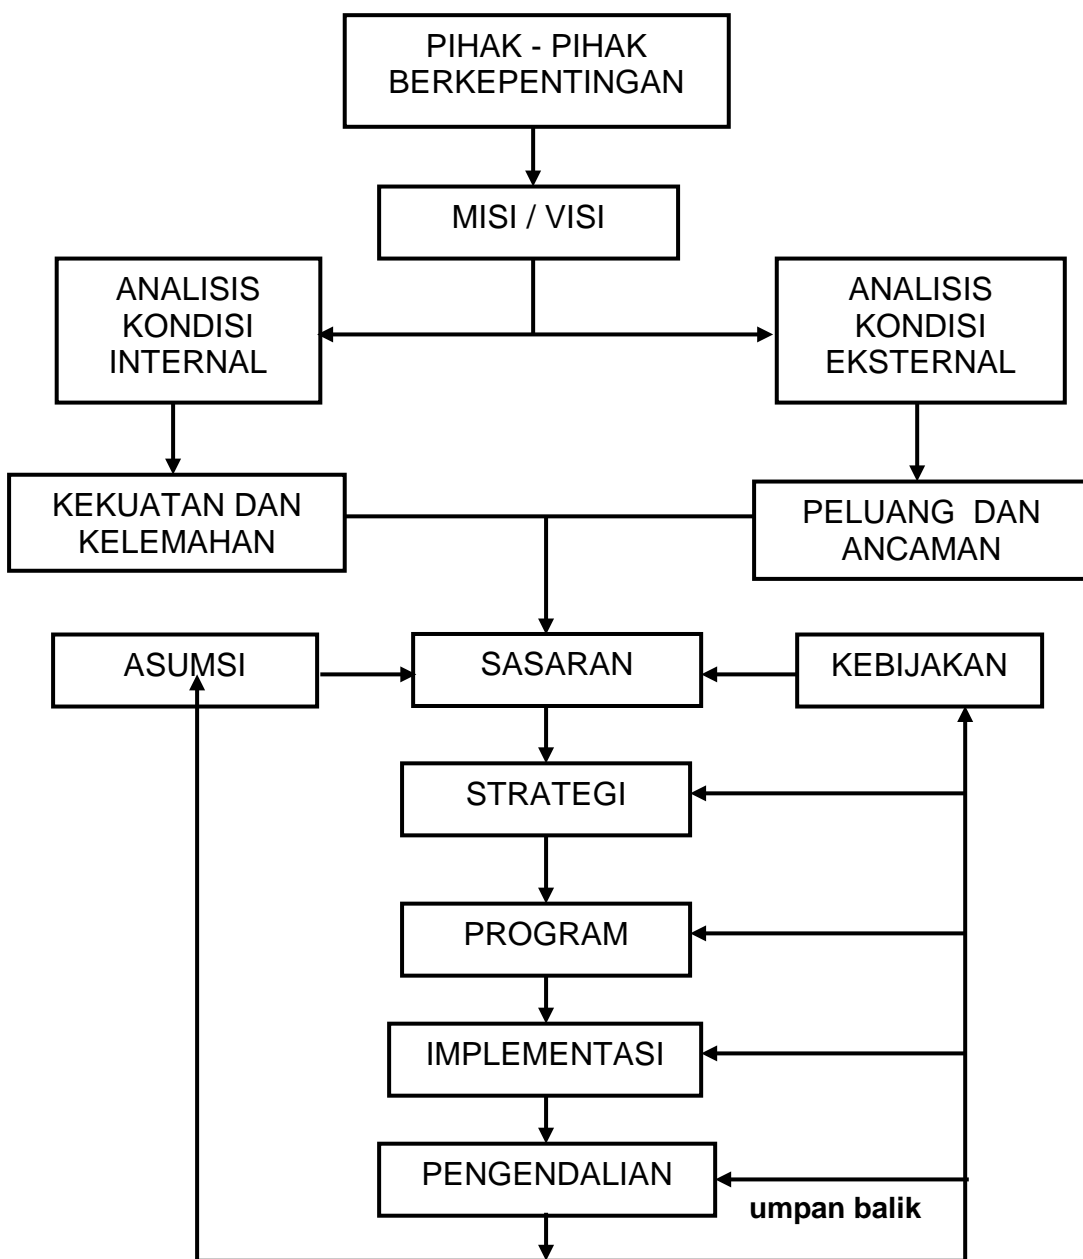 PIHAK - PIHAK
BERKEPENTINGAN
MISI / VISI
ANALISIS
KONDISI
INTERNAL
ANALISIS
KONDISI
EKSTERNAL
KEKUATAN DAN
KELEMAHAN
PELUANG DAN
ANCAMAN
ASUMSI
SASARAN
KEBIJAKAN
STRATEGI
PROGRAM
IMPLEMENTASI
PENGENDALIAN
umpan balik